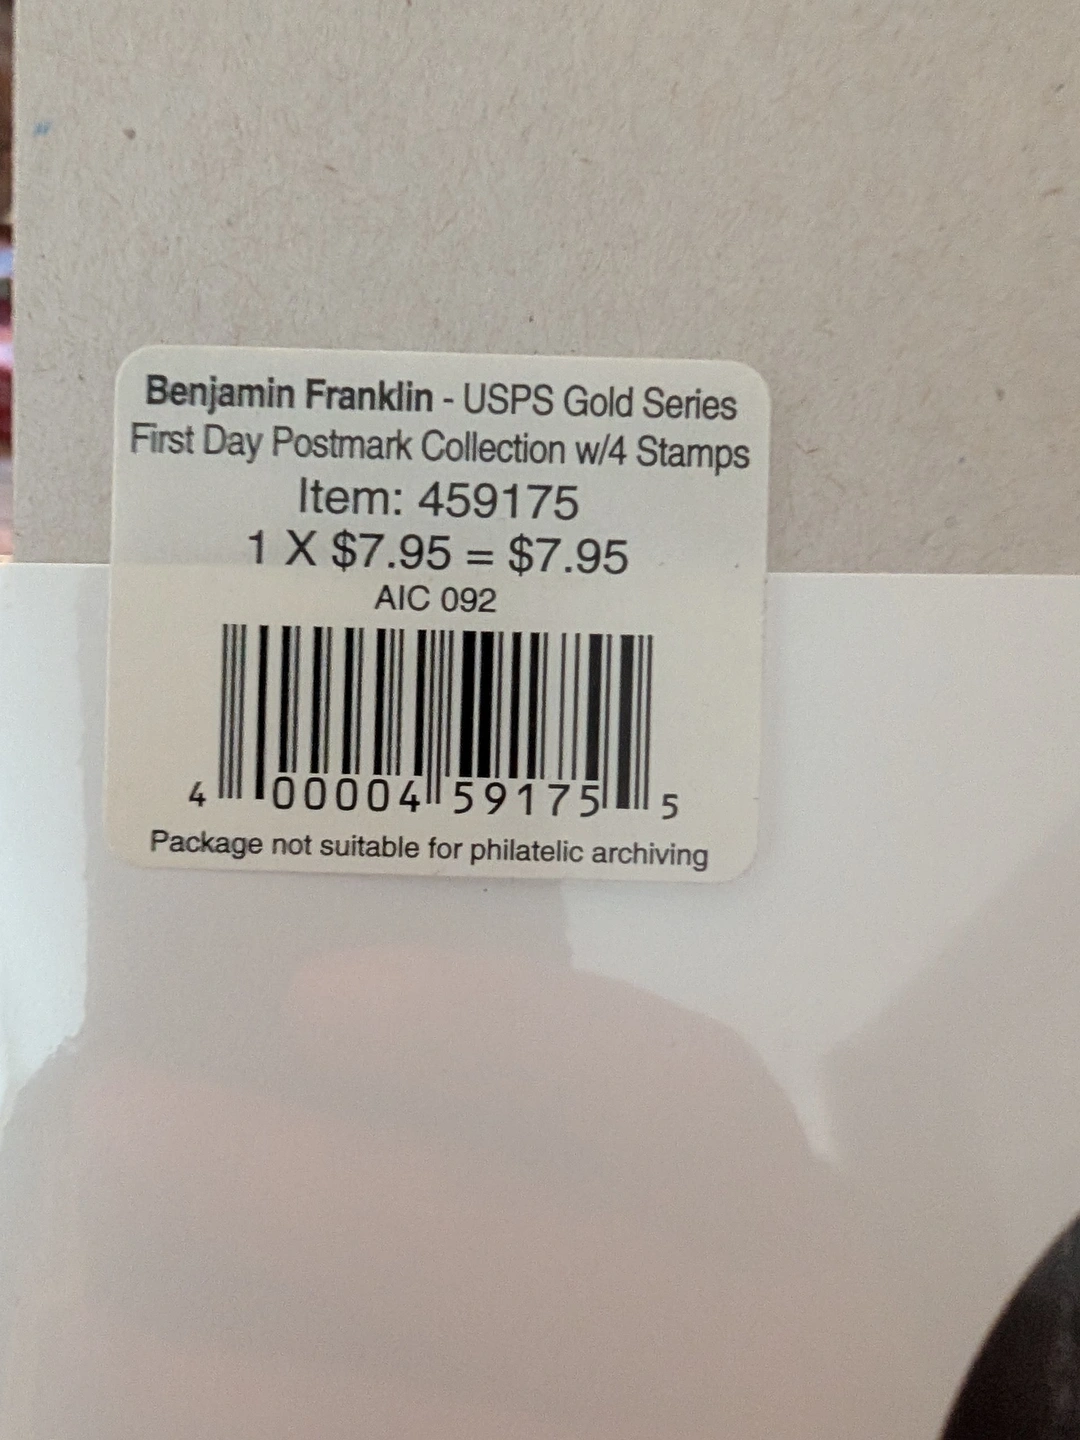 Benjamin Franklin - USPS Gold Series
First Day Postmark Collection w/4 Stamps
Item: 459175
1 X $7.95 = $7.95
AIC 092
4 00004 59175 5
Package not suitable for philatelic archiving